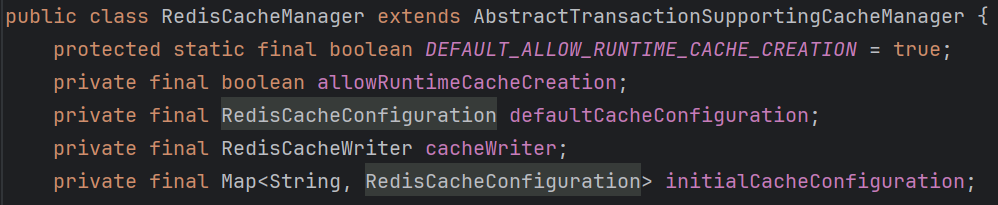 public class RedisCacheManager extends AbstractTransactionSupportingCacheManager {
    protected static final boolean DEFAULT_ALLOW_RUNTIME_CACHE_CREATION = true;
    private final boolean allowRuntimeCacheCreation;
    private final RedisCacheConfiguration defaultCacheConfiguration;
    private final RedisCacheWriter cacheWriter;
    private final Map<String, RedisCacheConfiguration> initialCacheConfiguration;